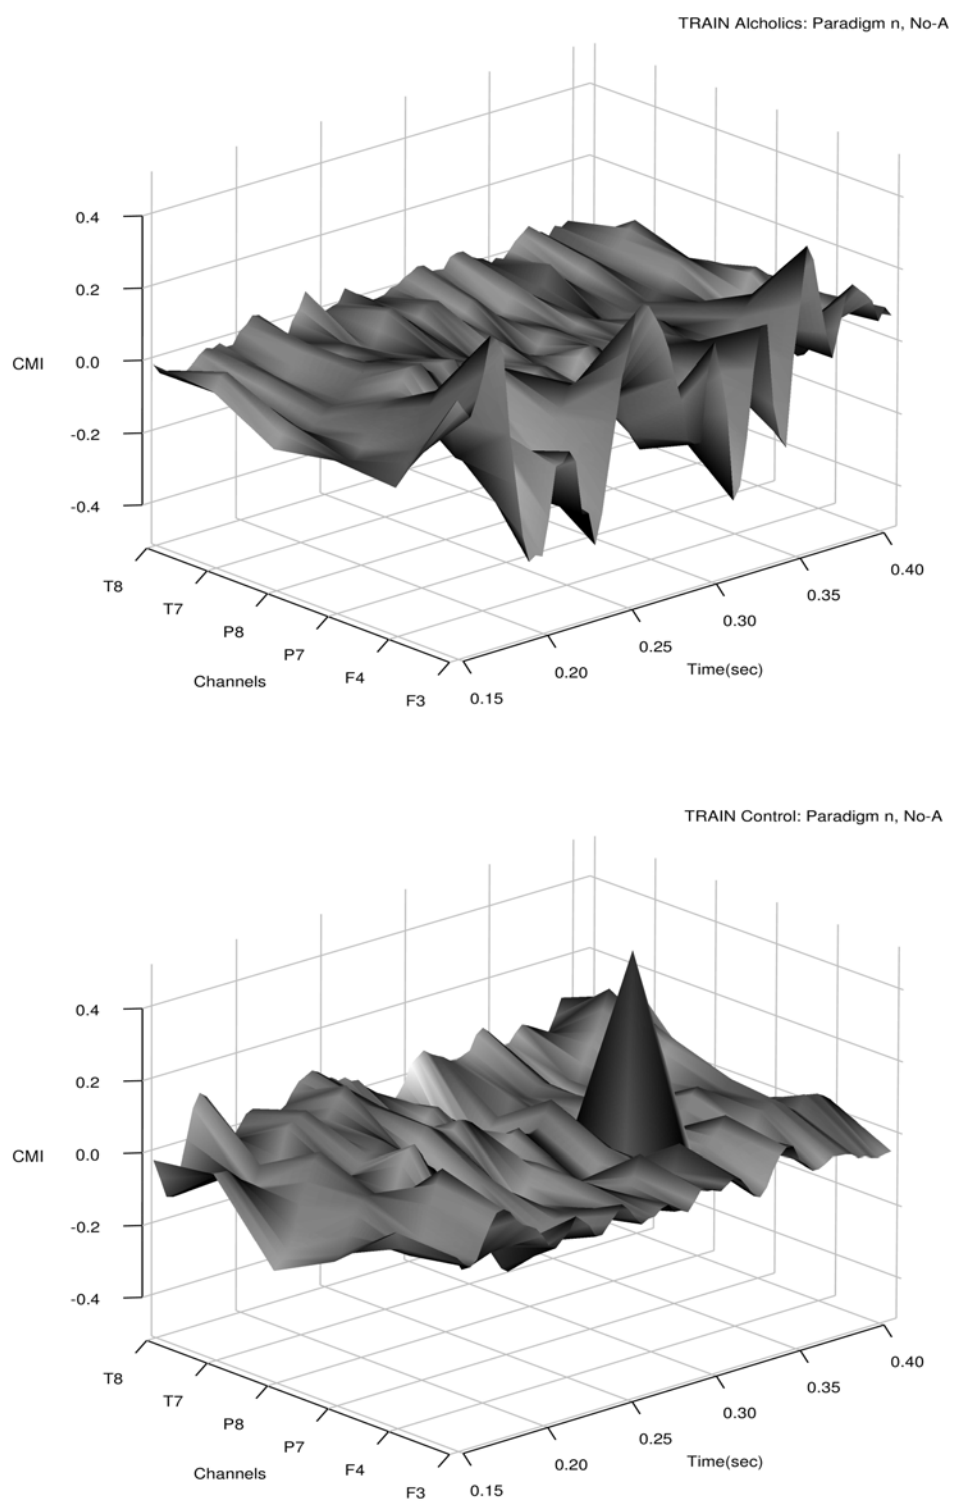 TRAIN Alcholics: Paradigm n, No-A
0.4
0.2
0.0
CMI
-0.2
-0.4
T8
T7
P8
P7
F4
F3
Channels
0.15
0.20
0.25
0.30
0.35
0.40
Time(sec)
TRAIN Control: Paradigm n, No-A
0.4
0.2
0.0
CMI
-0.2
-0.4
T8
T7
P8
P7
F4
F3
Channels
0.15
0.20
0.25
0.30
0.35
0.40
Time(sec)